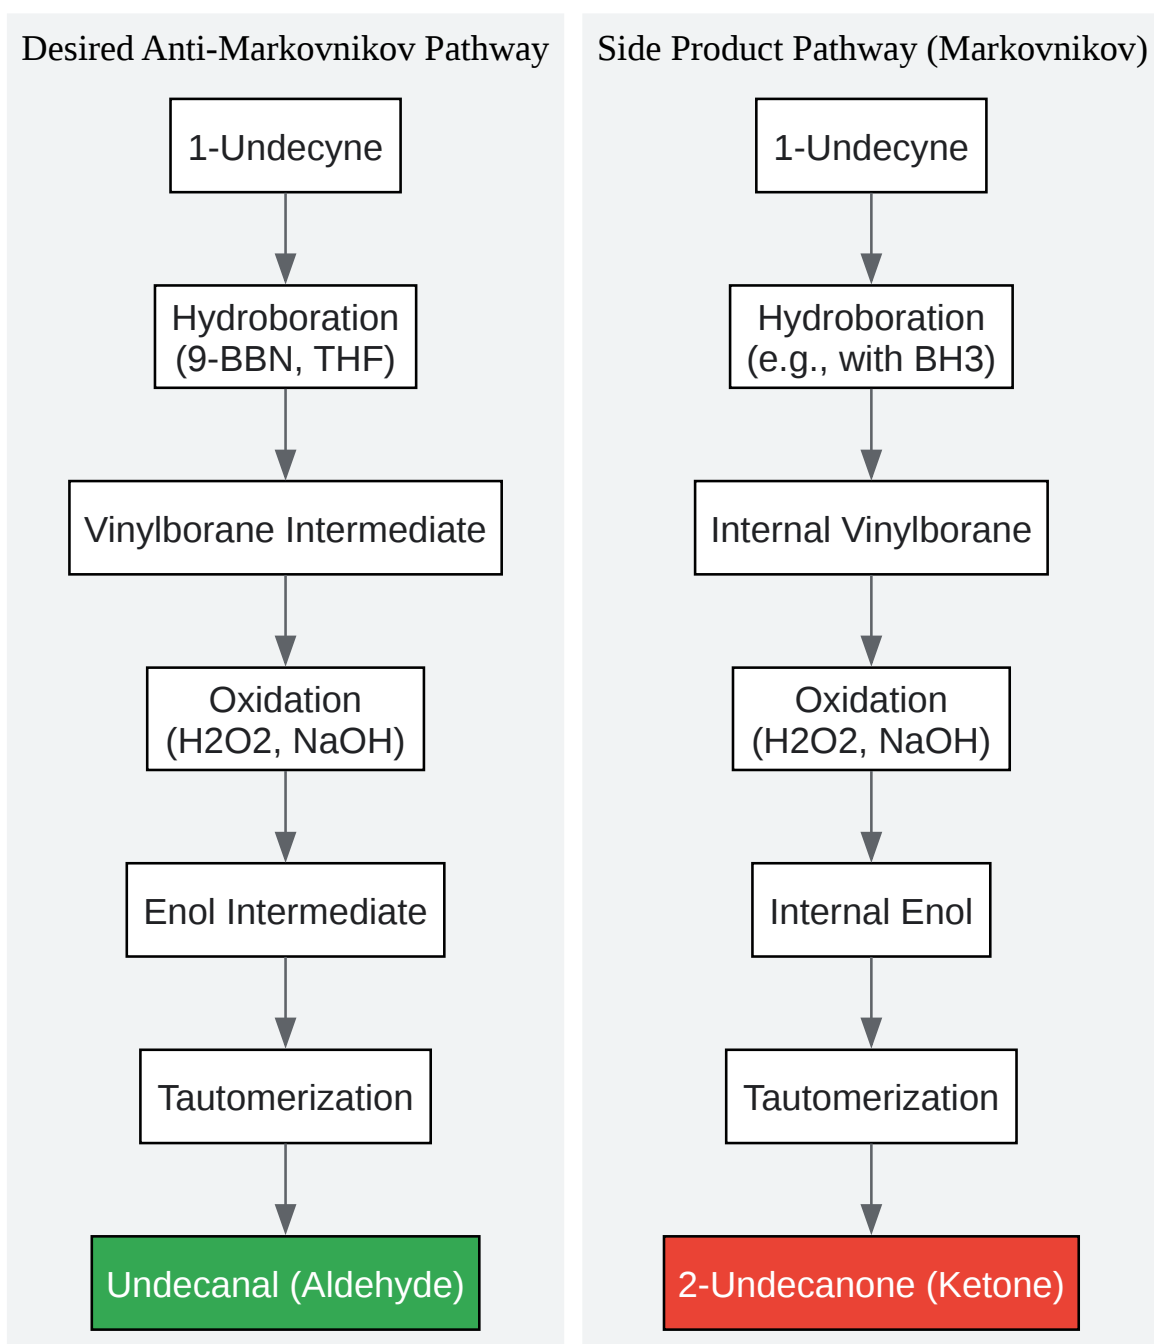 Desired Anti-Markovnikov Pathway
1-Undecyne
Hydroboration
(9-BBN, THF)
Vinylborane Intermediate
Oxidation
(H2O2, NaOH)
Enol Intermediate
Tautomerization
Undecanal (Aldehyde)
Side Product Pathway (Markovnikov)
1-Undecyne
Hydroboration
(e.g., with BH3)
Internal Vinylborane
Oxidation
(H2O2, NaOH)
Internal Enol
Tautomerization
2-Undecanone (Ketone)